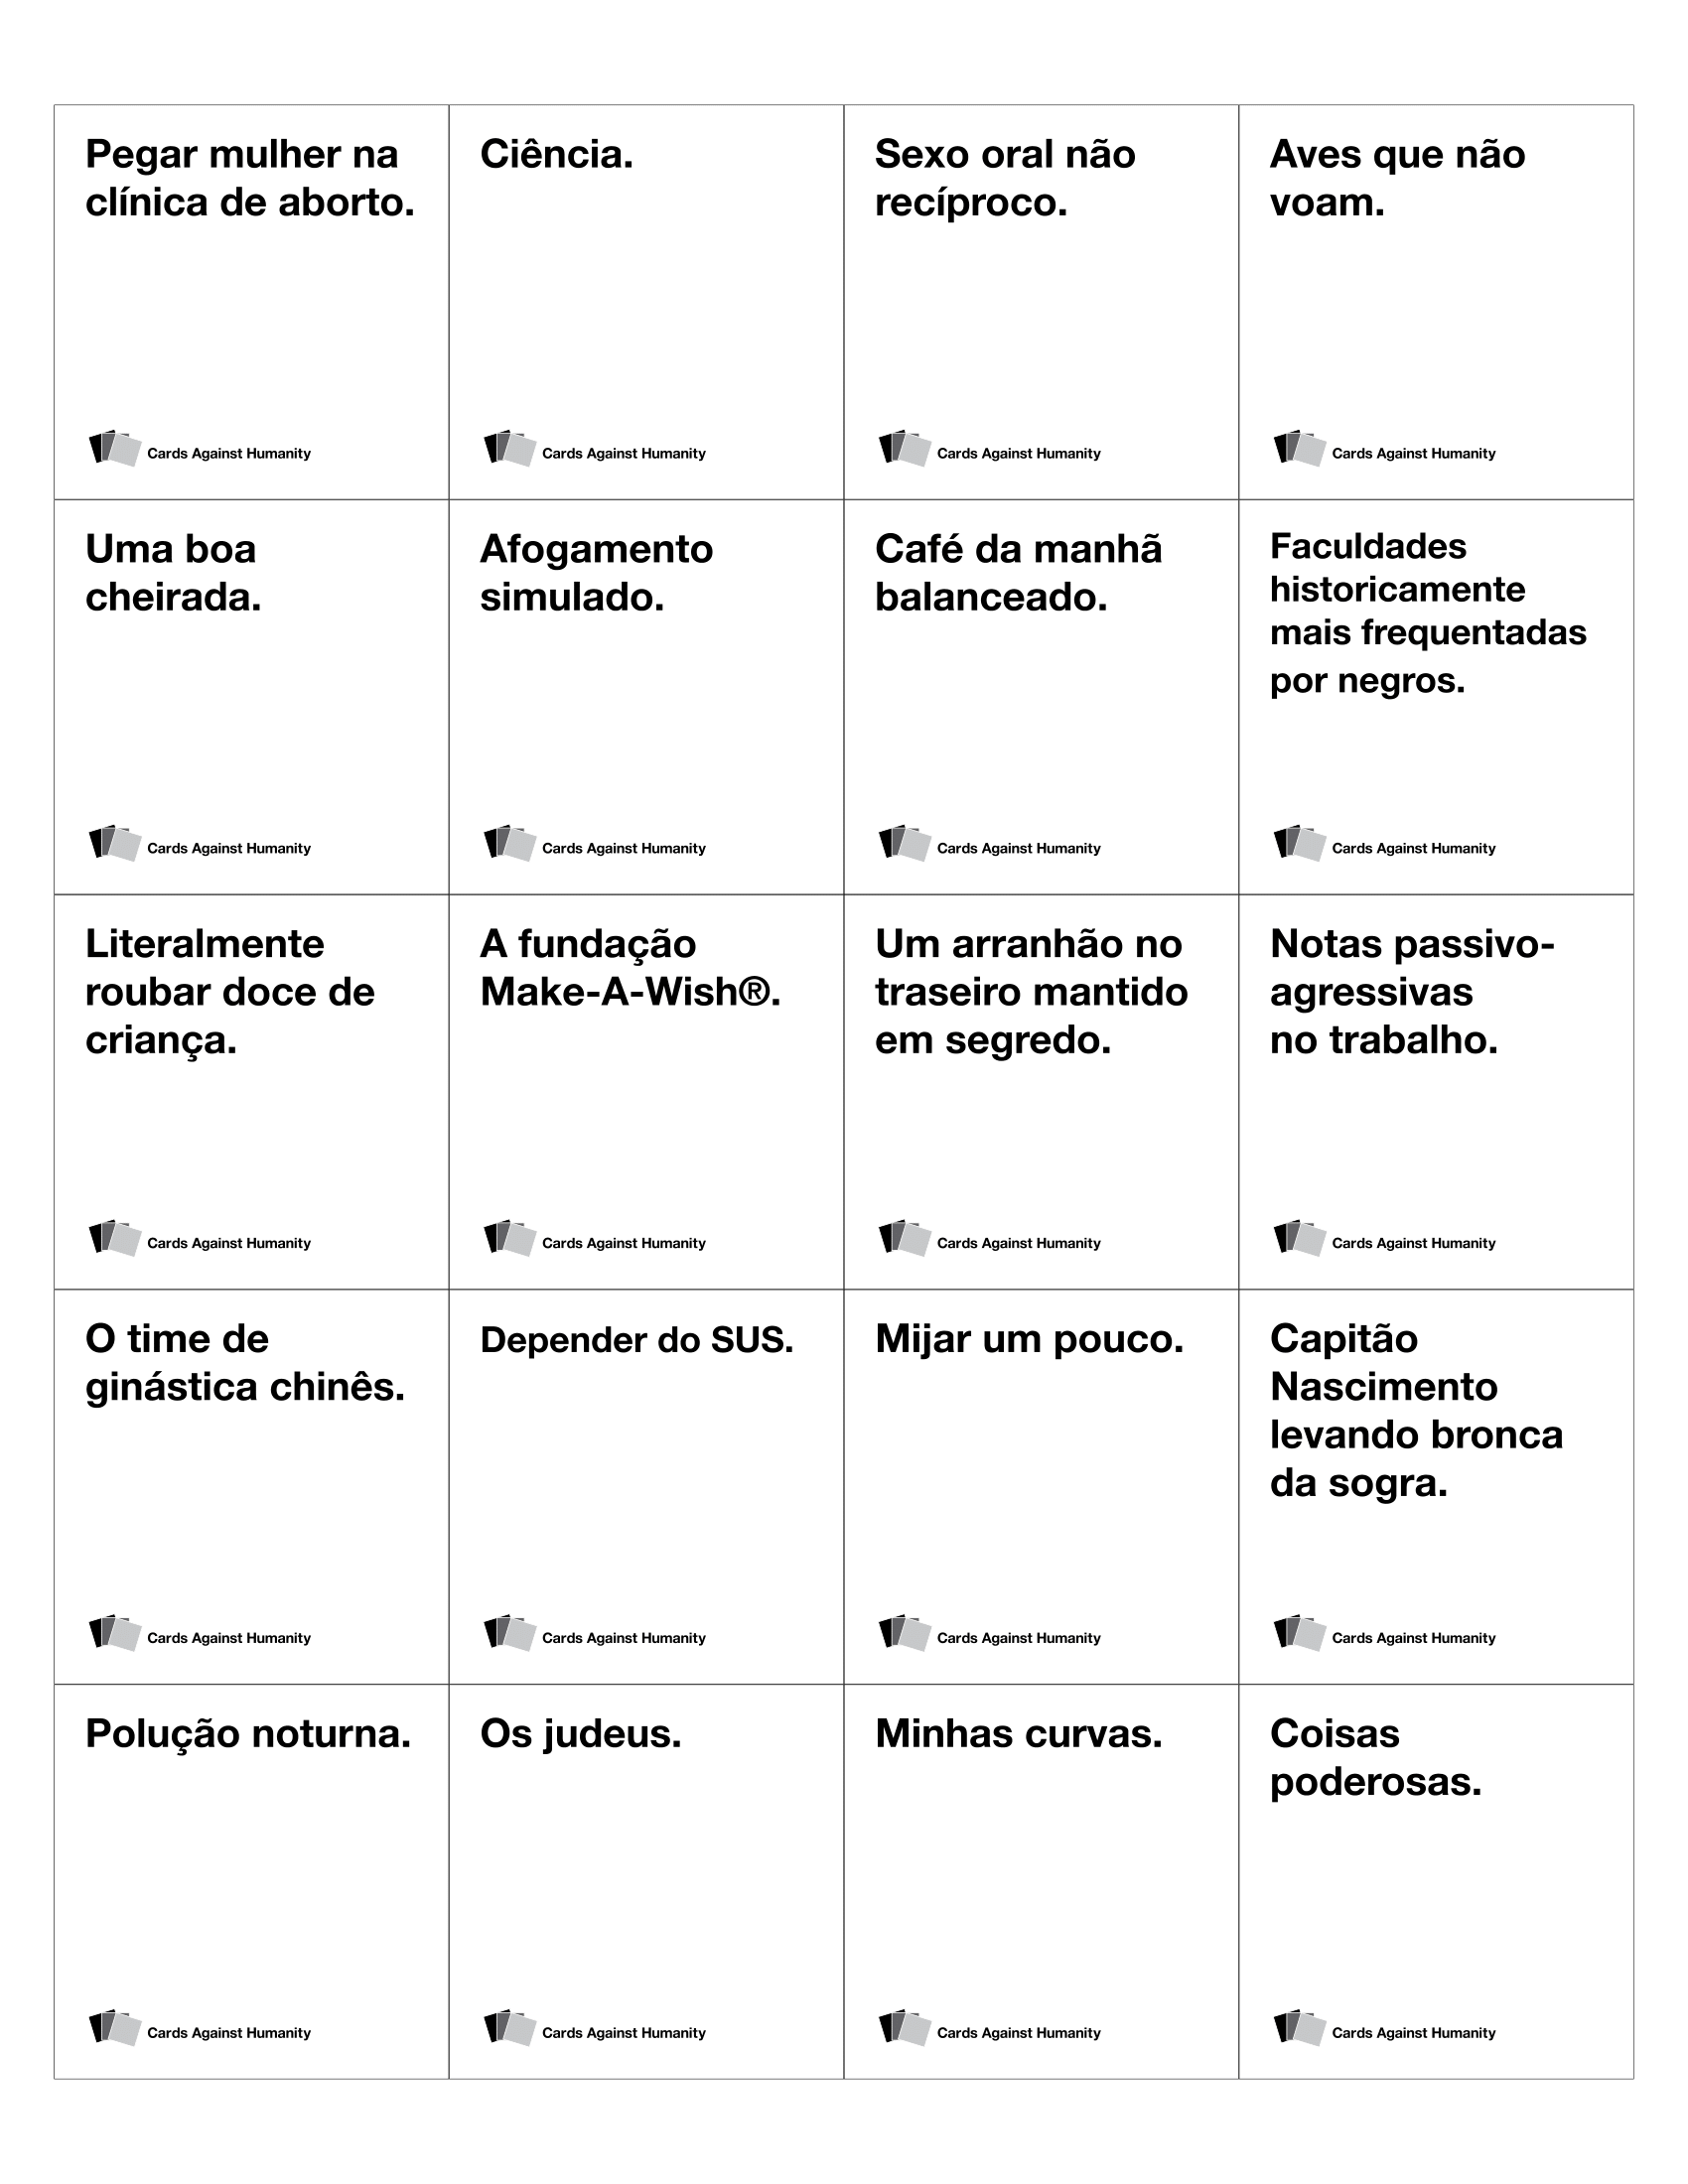 Pegar mulher na
clínica de aborto.
Cards Against Humanity
Ciência.
Cards Against Humanity
Sexo oral não
recíproco.
Cards Against Humanity
Aves que não
voam.
Cards Against Humanity
Uma boa
cheirada.
Cards Against Humanity
Afogamento
simulado.
Cards Against Humanity
Café da manhã
balanceado.
Cards Against Humanity
Faculdades
historicamente
mais frequentadas
por negros.
Cards Against Humanity
Literalmente
roubar doce de
criança.
Cards Against Humanity
A fundação
Make-A-Wish®.
Cards Against Humanity
Um arranhão no
traseiro mantido
em segredo.
Cards Against Humanity
Notas passivo-
agressivas
no trabalho.
Cards Against Humanity
O time de
ginástica chinês.
Cards Against Humanity
Depender do SUS.
Cards Against Humanity
Mijar um pouco.
Cards Against Humanity
Capitão
Nascimento
levando bronca
da sogra.
Cards Against Humanity
Polução noturna.
Cards Against Humanity
Os judeus.
Cards Against Humanity
Minhas curvas.
Cards Against Humanity
Coisas
poderosas.
Cards Against Humanity